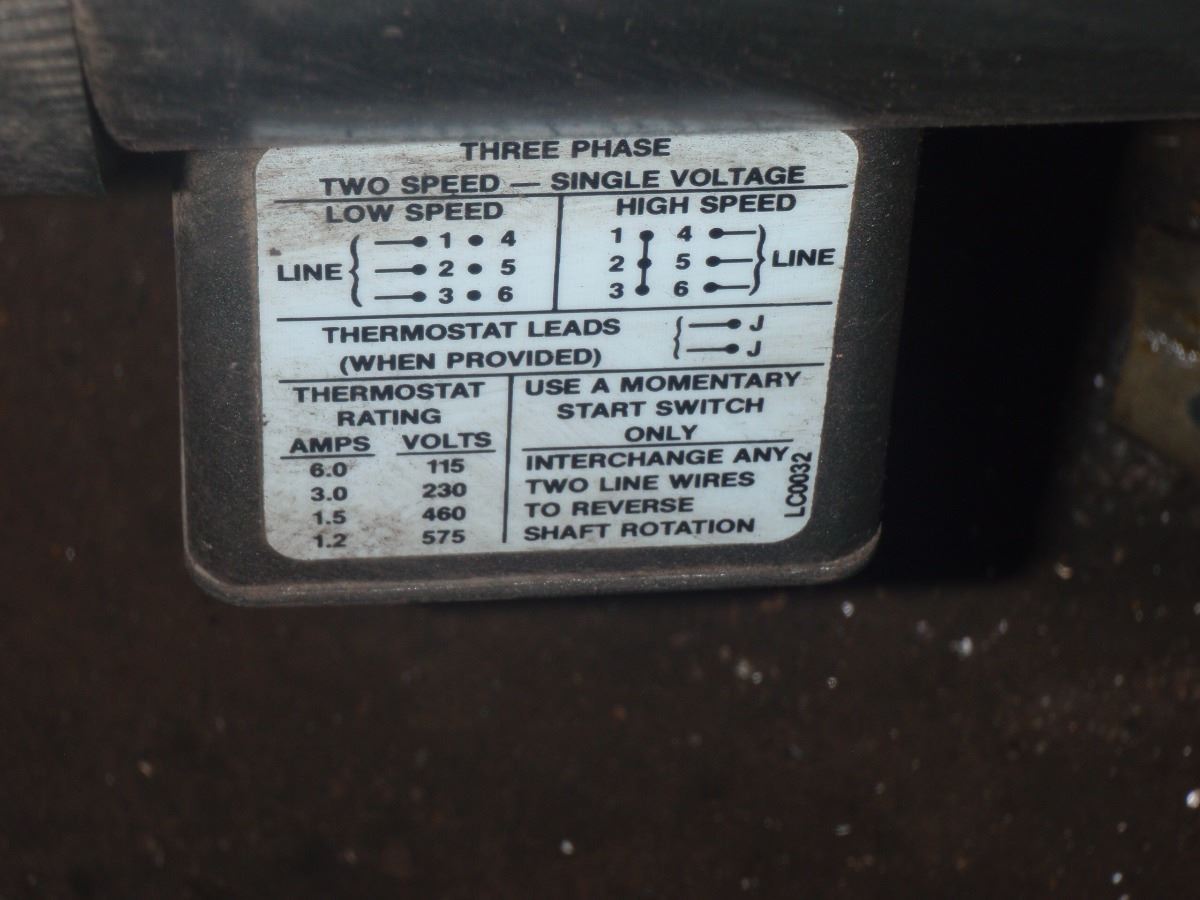 THREE PHASE
TWO SPEED — SINGLE VOLTAGE
LOW SPEED
LINE { 1 • 4
2 • 5
3 • 6
HIGH SPEED
1 4 } LINE
2 5
3 6
THERMOSTAT LEADS { J
(WHEN PROVIDED) J
THERMOSTAT
RATING
AMPS VOLTS
6.0 115
3.0 230
1.5 460
1.2 575
USE A MOMENTARY
START SWITCH
ONLY
INTERCHANGE ANY
TWO LINE WIRES
TO REVERSE
SHAFT ROTATION
LC0032